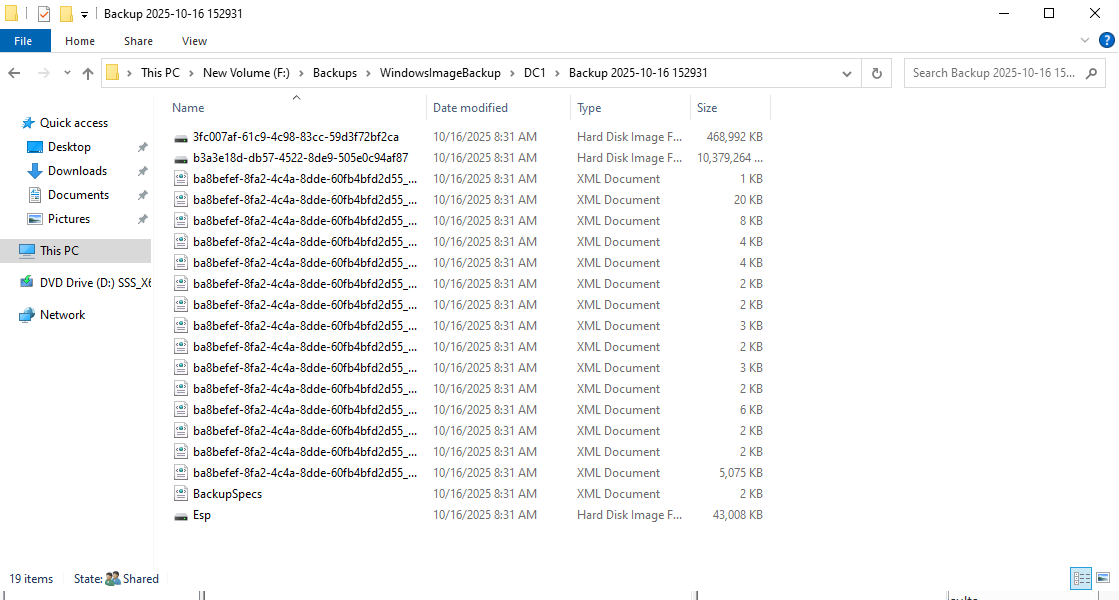 Backup 2025-10-16 152931
File Home Share View
This PC New Volume (F:) Backups WindowsImageBackup DC1 Backup 2025-10-16 152931 Search Backup 2025-10-16 15...
Name Date modified Type Size
Quick access
Desktop
Downloads
Documents
Pictures
This PC
DVD Drive (D:) SSS_X6
Network
3fc007af-61c9-4c98-83cc-59d3f72bf2ca 10/16/2025 8:31 AM Hard Disk Image F... 468,992 KB
b3a3e18d-db57-4522-8de9-505e0c94af87 10/16/2025 8:31 AM Hard Disk Image F... 10,379,264 ...
ba8befef-8fa2-4c4a-8dde-60fb4bfd2d55_... 10/16/2025 8:31 AM XML Document 1 KB
ba8befef-8fa2-4c4a-8dde-60fb4bfd2d55_... 10/16/2025 8:31 AM XML Document 20 KB
ba8befef-8fa2-4c4a-8dde-60fb4bfd2d55_... 10/16/2025 8:31 AM XML Document 8 KB
ba8befef-8fa2-4c4a-8dde-60fb4bfd2d55_... 10/16/2025 8:31 AM XML Document 4 KB
ba8befef-8fa2-4c4a-8dde-60fb4bfd2d55_... 10/16/2025 8:31 AM XML Document 4 KB
ba8befef-8fa2-4c4a-8dde-60fb4bfd2d55_... 10/16/2025 8:31 AM XML Document 2 KB
ba8befef-8fa2-4c4a-8dde-60fb4bfd2d55_... 10/16/2025 8:31 AM XML Document 2 KB
ba8befef-8fa2-4c4a-8dde-60fb4bfd2d55_... 10/16/2025 8:31 AM XML Document 3 KB
ba8befef-8fa2-4c4a-8dde-60fb4bfd2d55_... 10/16/2025 8:31 AM XML Document 2 KB
ba8befef-8fa2-4c4a-8dde-60fb4bfd2d55_... 10/16/2025 8:31 AM XML Document 3 KB
ba8befef-8fa2-4c4a-8dde-60fb4bfd2d55_... 10/16/2025 8:31 AM XML Document 2 KB
ba8befef-8fa2-4c4a-8dde-60fb4bfd2d55_... 10/16/2025 8:31 AM XML Document 6 KB
ba8befef-8fa2-4c4a-8dde-60fb4bfd2d55_... 10/16/2025 8:31 AM XML Document 2 KB
ba8befef-8fa2-4c4a-8dde-60fb4bfd2d55_... 10/16/2025 8:31 AM XML Document 2 KB
ba8befef-8fa2-4c4a-8dde-60fb4bfd2d55_... 10/16/2025 8:31 AM XML Document 5,075 KB
BackupSpecs 10/16/2025 8:31 AM XML Document 2 KB
Esp 10/16/2025 8:31 AM Hard Disk Image F... 43,008 KB
19 items State: Shared